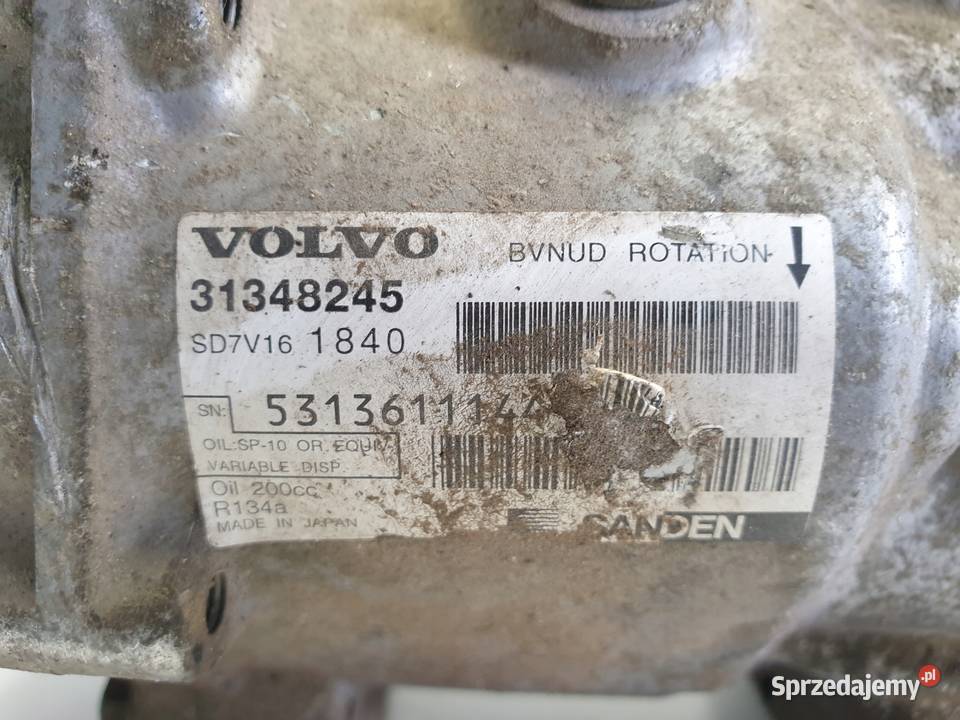 VOLVO BVNUD ROTATION
31348245
SD7V16 1840
SN:
OIL:SP-10 OR EQUIV
VARIABLE DISP.
Oil 200cc
R134a
MADE IN JAPAN
SANDEN
Sprzedajemy.pl